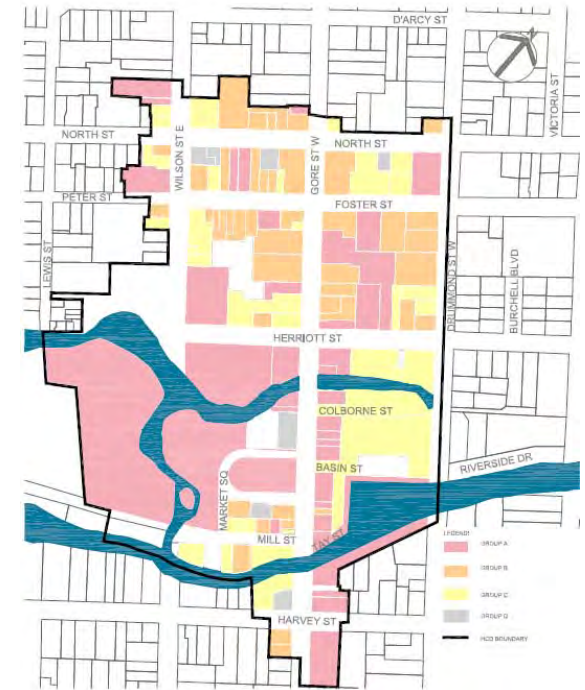 D'ARCY ST
VICTORIA ST
NORTH ST
WILSON ST E
GORE ST W
NORTH ST
PETER ST
FOSTER ST
LEWIS ST
DRUMMOND ST W
BURCHELL BLVD
HERRIOTT ST
COLBORNE ST
BASIN ST
RIVERSIDE DR
MARKET SQ
MILL ST
TAY ST
HARVEY ST
LEGEND
GROUP A
GROUP B
GROUP C
GROUP D
HCD BOUNDARY